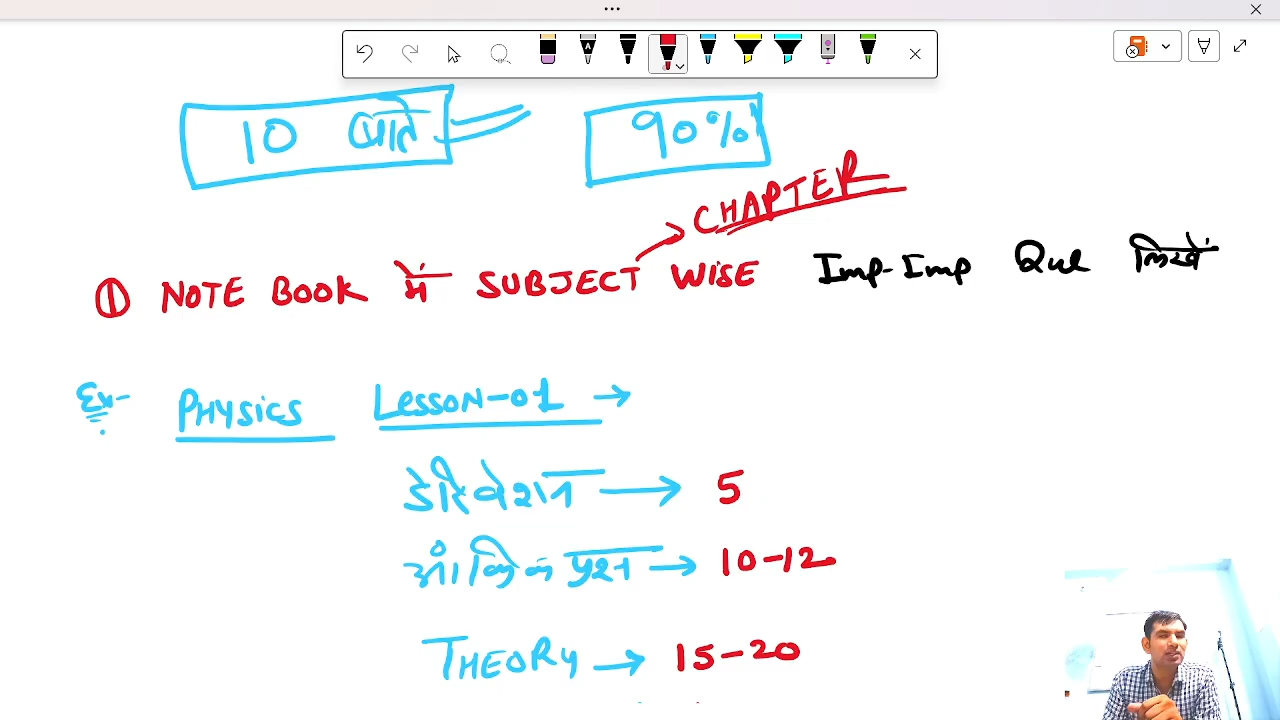 10 बातें 90%
CHAPTER
① NOTE BOOK में SUBJECT WISE Imp-Imp Que लिखें
Ex- PHYSICS LESSON-01 →
डेरिवेशन → 5
आंकिक प्रश्न → 10-12
THEORY → 15-20